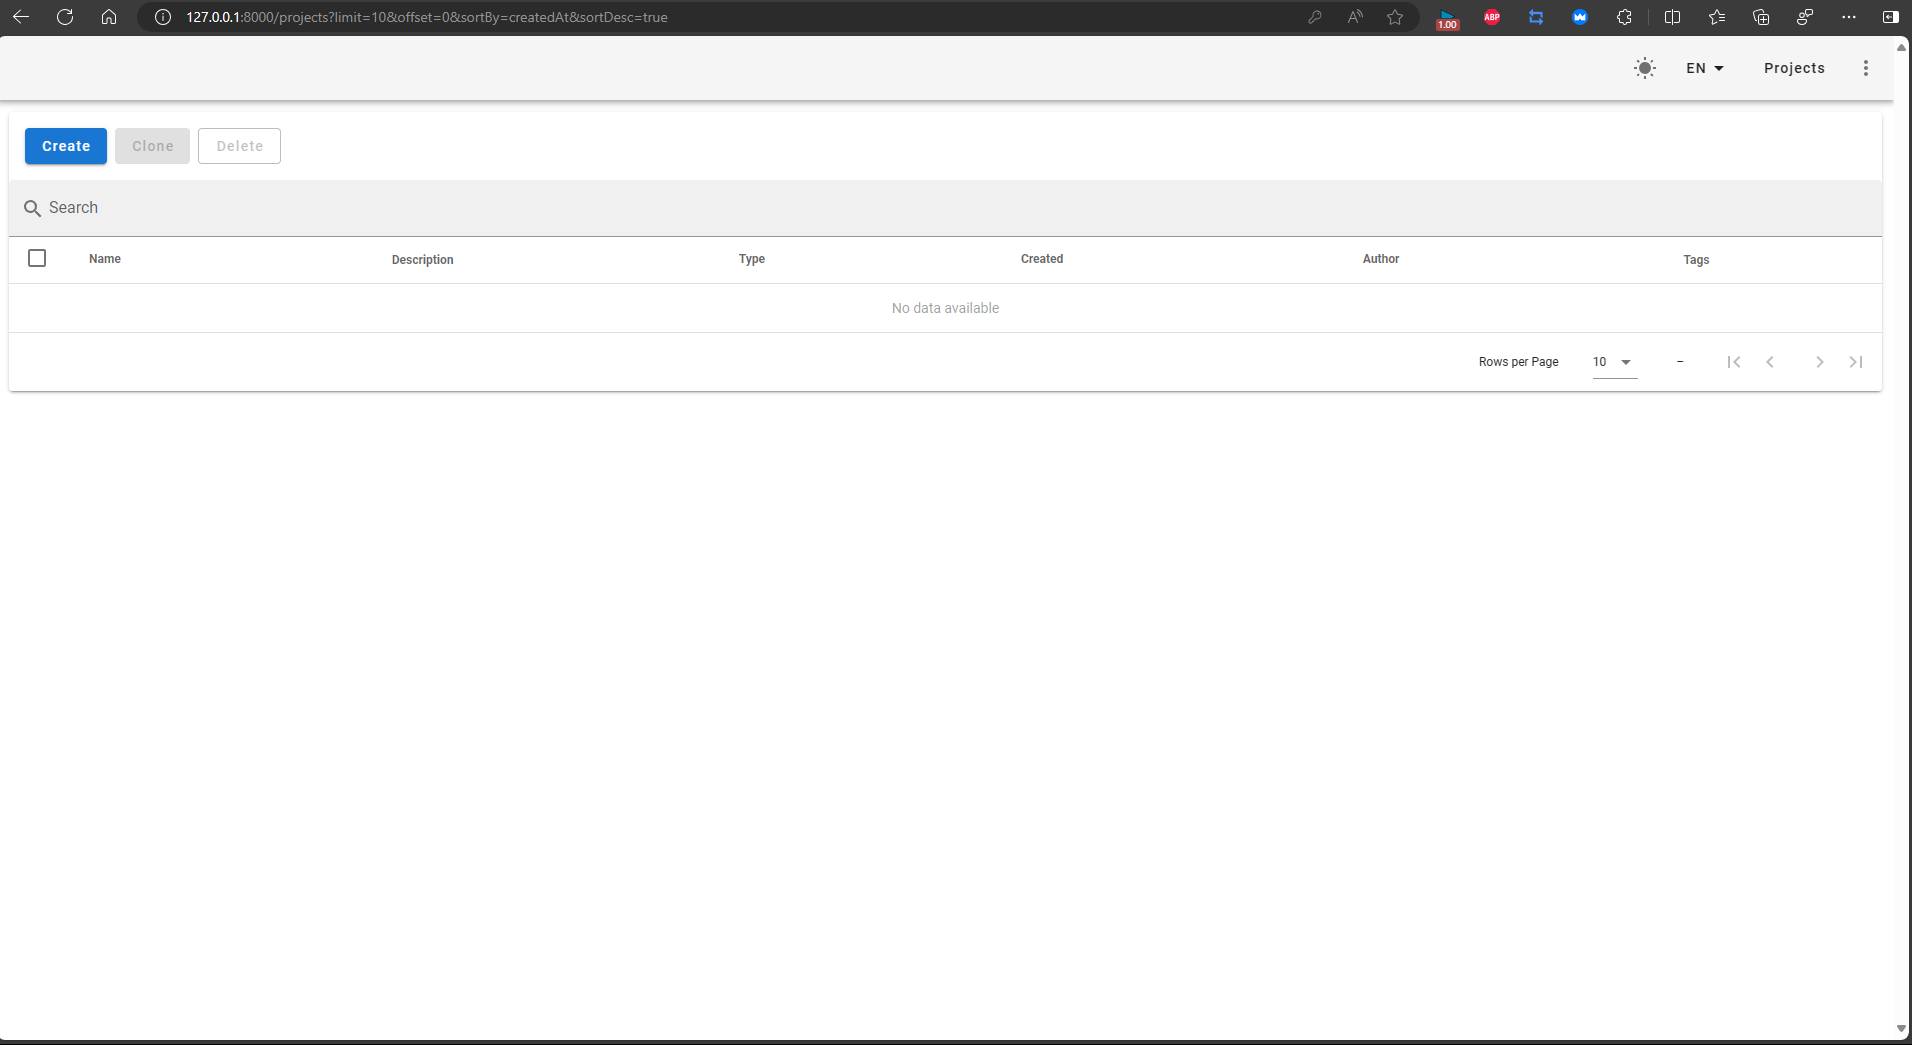 127.0.0.1:8000/projects?limit=10&offset=0&sortBy=createdAt&sortDesc=true
1.00
ABP
EN
Projects
Create
Clone
Delete
Search
Name
Description
Type
Created
Author
Tags
No data available
Rows per Page
10
–